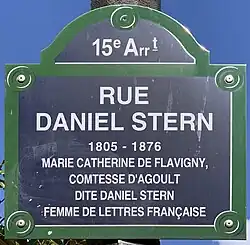 15e Arrt
RUE
DANIEL STERN
1805 - 1876
MARIE CATHERINE DE FLAVIGNY,
COMTESSE D'AGOULT
DITE DANIEL STERN
FEMME DE LETTRES FRANÇAISE